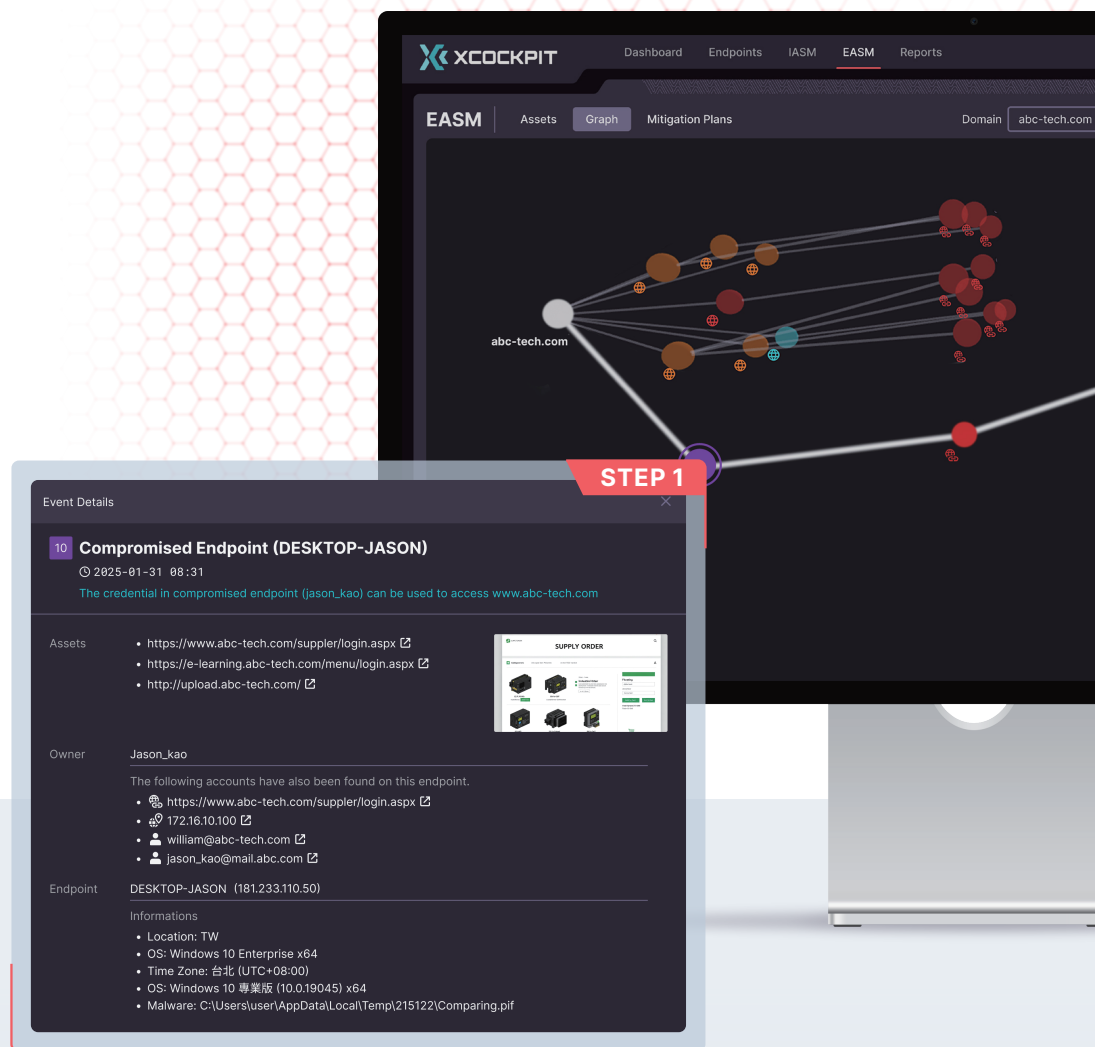 XCOCKPIT
Dashboard Endpoints IASM EASM Reports
EASM Assets Graph Mitigation Plans Domain abc-tech.com
abc-tech.com
STEP 1
Event Details
10 Compromised Endpoint (DESKTOP-JASON)
2025-01-31 08:31
The credential in compromised endpoint (jason_kao) can be used to access www.abc-tech.com
Assets
• https://www.abc-tech.com/suppler/login.aspx
• https://e-learning.abc-tech.com/menu/login.aspx
• http://upload.abc-tech.com/
SUPPLY ORDER
Owner Jason_kao
The following accounts have also been found on this endpoint.
• https://www.abc-tech.com/suppler/login.aspx
• 172.16.10.100
• william@abc-tech.com
• jason_kao@mail.abc.com
Endpoint DESKTOP-JASON (181.233.110.50)
Informations
• Location: TW
• OS: Windows 10 Enterprise x64
• Time Zone: 台北 (UTC+08:00)
• OS: Windows 10 專業版 (10.0.19045) x64
• Malware: C:\Users\user\AppData\Local\Temp\215122\Comparing.pif